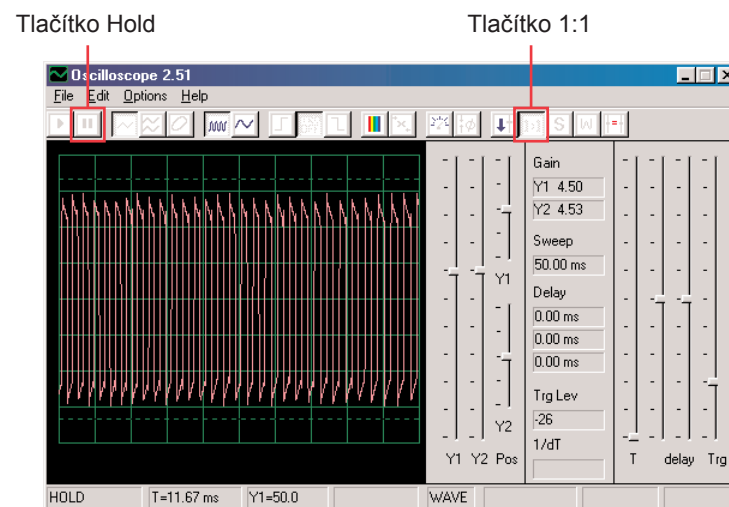 Tlačítko Hold Tlačítko 1:1
Oscilloscope 2.51
File Edit Options Help
Gain
Y1 4.50
Y2 4.53
Sweep
50.00 ms
Y1
Delay
0.00 ms
0.00 ms
0.00 ms
Trg Lev
-26
Y2
1/dT
Y1 Y2 Pos T delay Trg
HOLD T=11.67 ms Y1=50.0 WAVE